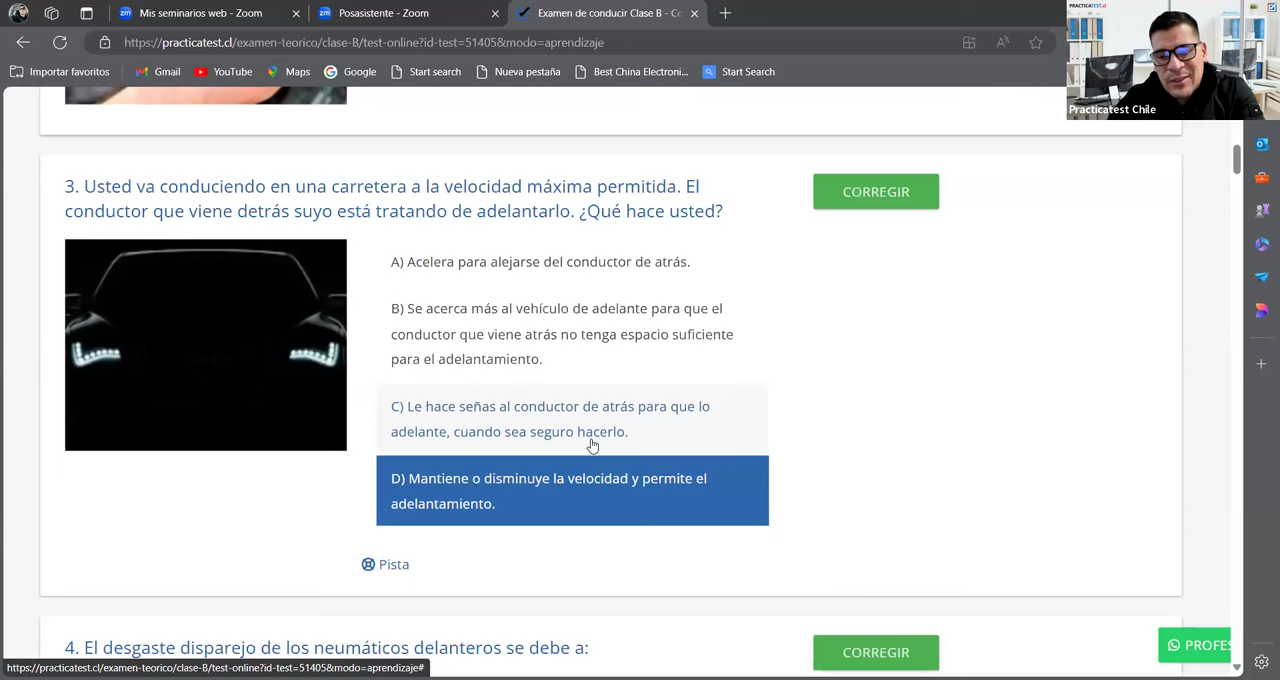 Mis seminarios web - Zoom
Posasistente - Zoom
Examen de conducir Clase B - Co
https://practicatest.cl/examen-teorico/clase-B/test-online?id-test=51405&modo=aprendizaje
Importar favoritos
Gmail
YouTube
Maps
Google
Start search
Nueva pestaña
Best China Electroni...
Start Search
PRACTICATEST.cl
Practicatest Chile
3. Usted va conduciendo en una carretera a la velocidad máxima permitida. El
conductor que viene detrás suyo está tratando de adelantarlo. ¿Qué hace usted?
CORREGIR
A) Acelera para alejarse del conductor de atrás.
B) Se acerca más al vehículo de adelante para que el
conductor que viene atrás no tenga espacio suficiente
para el adelantamiento.
C) Le hace señas al conductor de atrás para que lo
adelante, cuando sea seguro hacerlo.
D) Mantiene o disminuye la velocidad y permite el
adelantamiento.
Pista
4. El desgaste disparejo de los neumáticos delanteros se debe a:
CORREGIR
PROFES
https://practicatest.cl/examen-teorico/clase-B/test-online?id-test=51405&modo=aprendizaje#